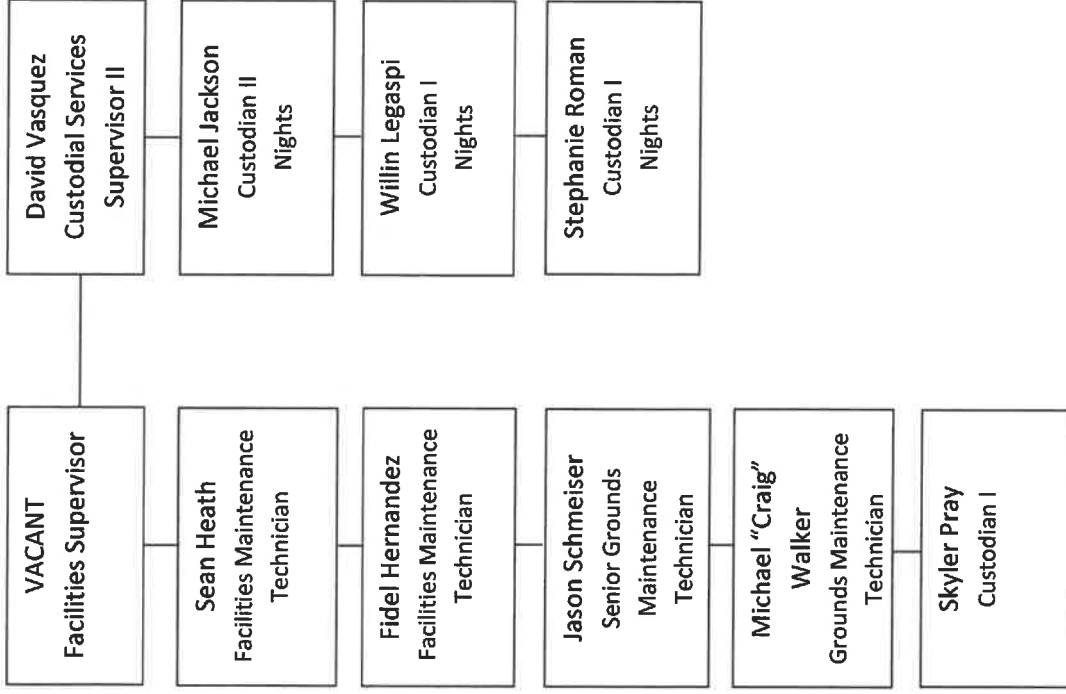 VACANT
Facilities Supervisor
Sean Heath
Facilities Maintenance
Technician
Fidel Hernandez
Facilities Maintenance
Technician
Jason Schmeiser
Senior Grounds
Maintenance
Technician
Michael “Craig”
Walker
Grounds Maintenance
Technician
Skyler Pray
Custodian I
David Vasquez
Custodial Services
Supervisor II
Michael Jackson
Custodian II
Nights
Willin Legaspi
Custodian I
Nights
Stephanie Roman
Custodian I
Nights